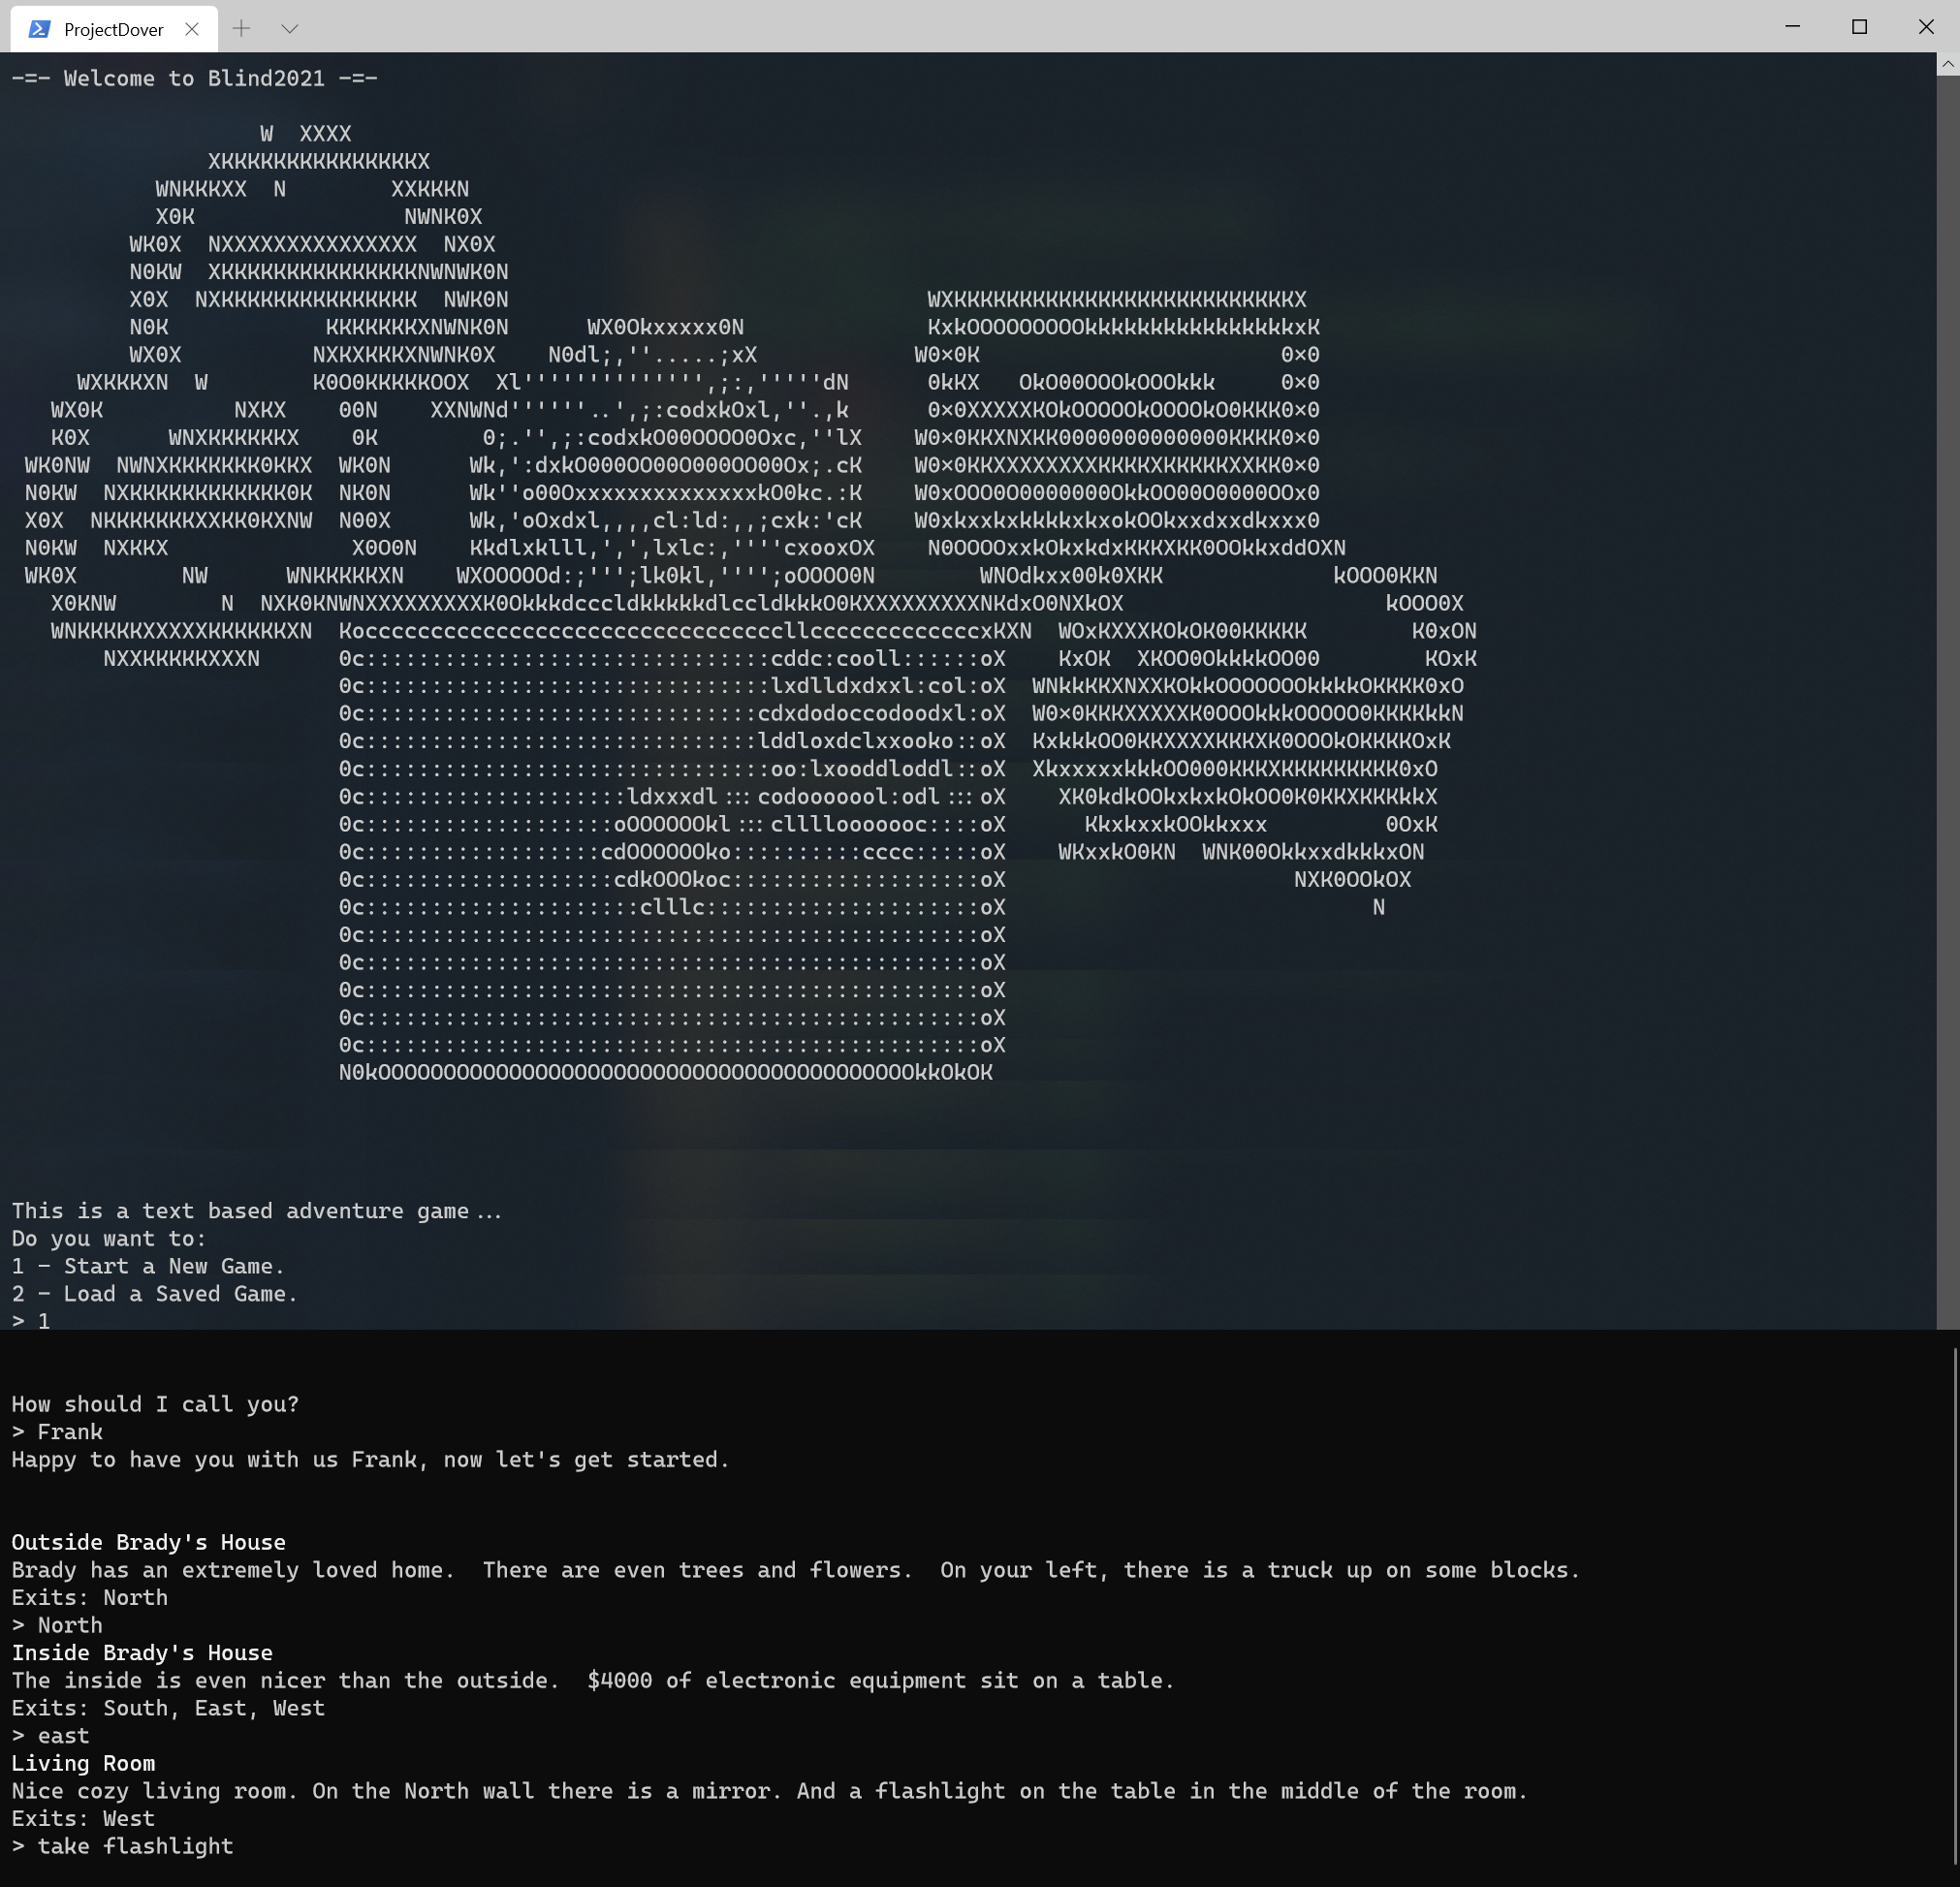 ProjectDover
-=- Welcome to Blind2021 -=-
This is a text based adventure game...
Do you want to:
1 - Start a New Game.
2 - Load a Saved Game.
> 1
How should I call you?
> Frank
Happy to have you with us Frank, now let's get started.
Outside Brady's House
Brady has an extremely loved home.  There are even trees and flowers.  On your left, there is a truck up on some blocks.
Exits: North
> North
Inside Brady's House
The inside is even nicer than the outside.  $4000 of electronic equipment sit on a table.
Exits: South, East, West
> east
Living Room
Nice cozy living room. On the North wall there is a mirror. And a flashlight on the table in the middle of the room.
Exits: West
> take flashlight